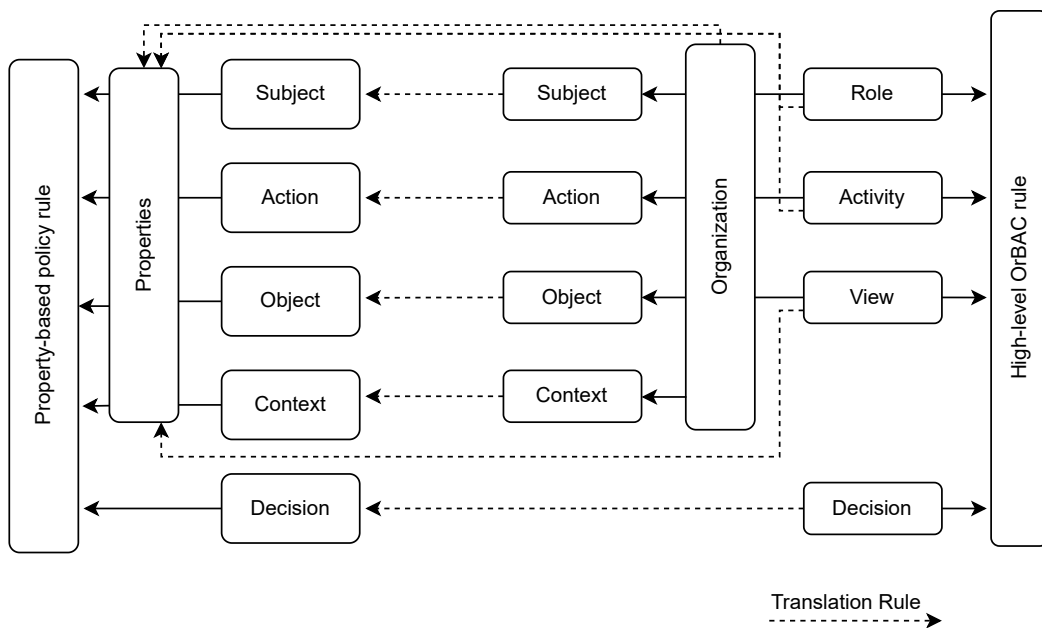 Property-based policy rule
Properties
Subject
Action
Object
Context
Decision
Subject
Action
Object
Context
Organization
Role
Activity
View
Decision
High-level OrBAC rule
Translation Rule